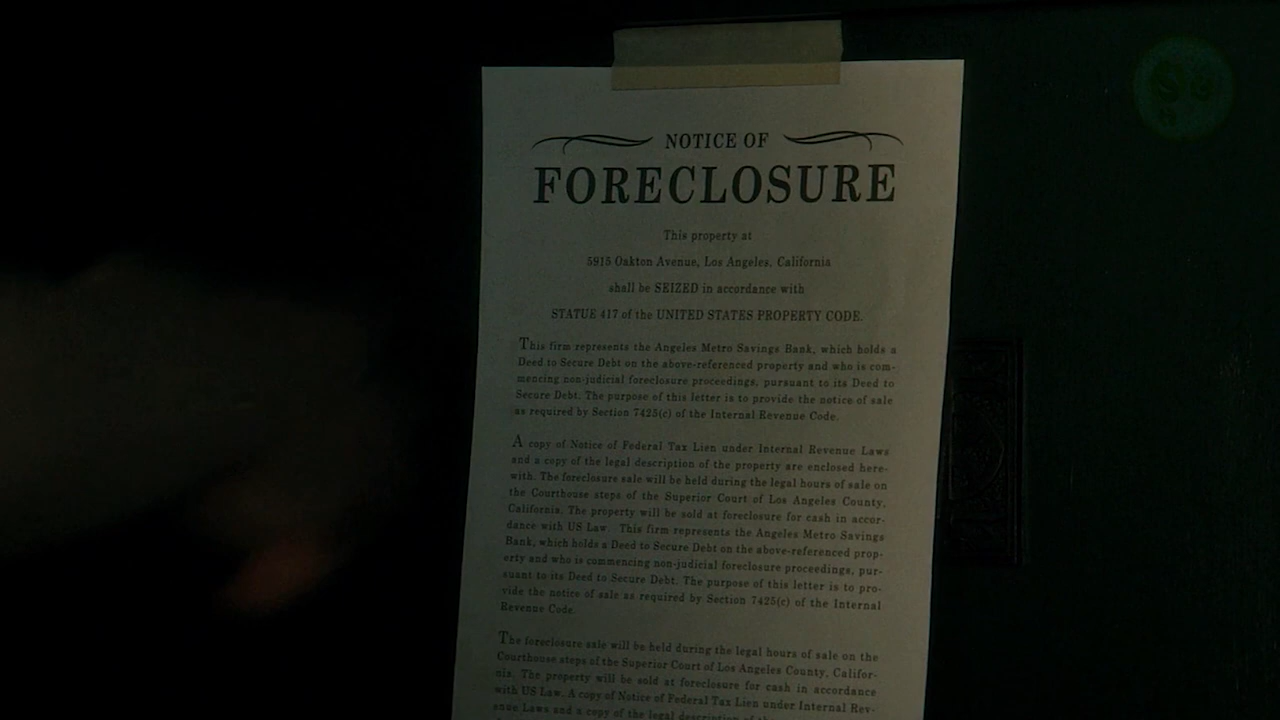 NOTICE OF
FORECLOSURE
This property at
5915 Oakton Avenue, Los Angeles, California
shall be SEIZED in accordance with
STATUE 417 of the UNITED STATES PROPERTY CODE.
This firm represents the Angeles Metro Savings Bank, which holds a
Deed to Secure Debt on the above-referenced property and who is com-
mencing non-judicial foreclosure proceedings, pursuant to its Deed to
Secure Debt. The purpose of this letter is to provide the notice of sale
as required by Section 7425(c) of the Internal Revenue Code.
A copy of Notice of Federal Tax Lien under Internal Revenue Laws
and a copy of the legal description of the property are enclosed here-
with. The foreclosure sale will be held during the legal hours of sale on
the Courthouse steps of the Superior Court of Los Angeles County,
California. The property will be sold at foreclosure for cash in accor-
dance with US Law. This firm represents the Angeles Metro Savings
Bank, which holds a Deed to Secure Debt on the above-referenced prop-
erty and who is commencing non-judicial foreclosure proceedings, pur-
suant to its Deed to Secure Debt. The purpose of this letter is to pro-
vide the notice of sale as required by Section 7425(c) of the Internal
Revenue Code.
The foreclosure sale will be held during the legal hours of sale on the
Courthouse steps of the Superior Court of Los Angeles County, Califor-
nia. The property will be sold at foreclosure for cash in accordance
with US Law. A copy of Notice of Federal Tax Lien under Internal Rev-
enue Laws and a copy of the legal description of the